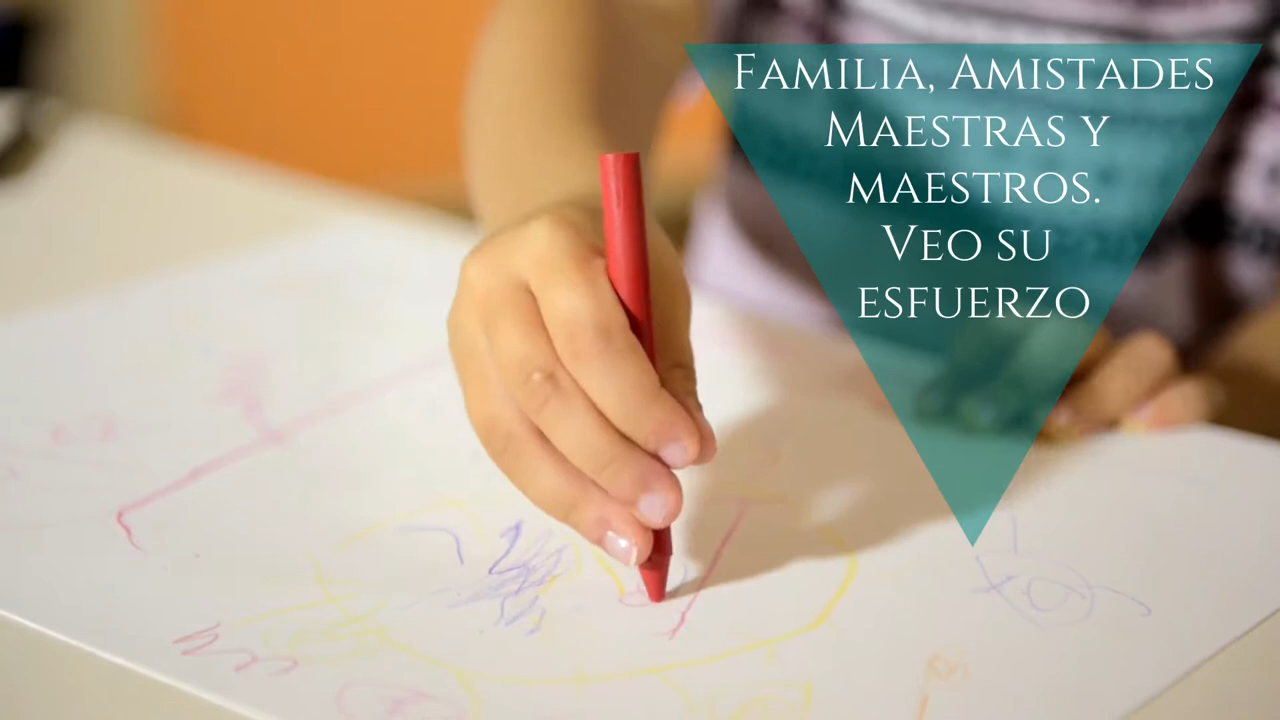 Familia, Amistades
Maestras y
maestros.
Veo su
esfuerzo